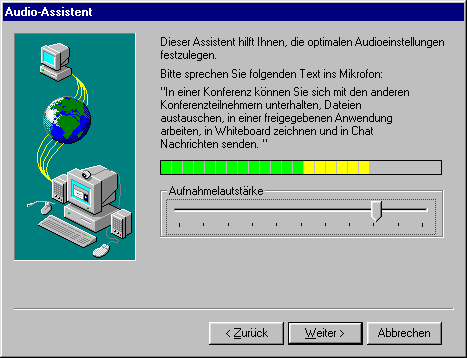 Audio-Assistent
Dieser Assistent hilft Ihnen, die optimalen Audioeinstellungen
festzulegen.
Bitte sprechen Sie folgenden Text ins Mikrofon:
"In einer Konferenz können Sie sich mit den anderen
Konferenzteilnehmern unterhalten, Dateien
austauschen, in einer freigegebenen Anwendung
arbeiten, in Whiteboard zeichnen und in Chat
Nachrichten senden. "
Aufnahmelautstärke
< Zurück
Weiter >
Abbrechen